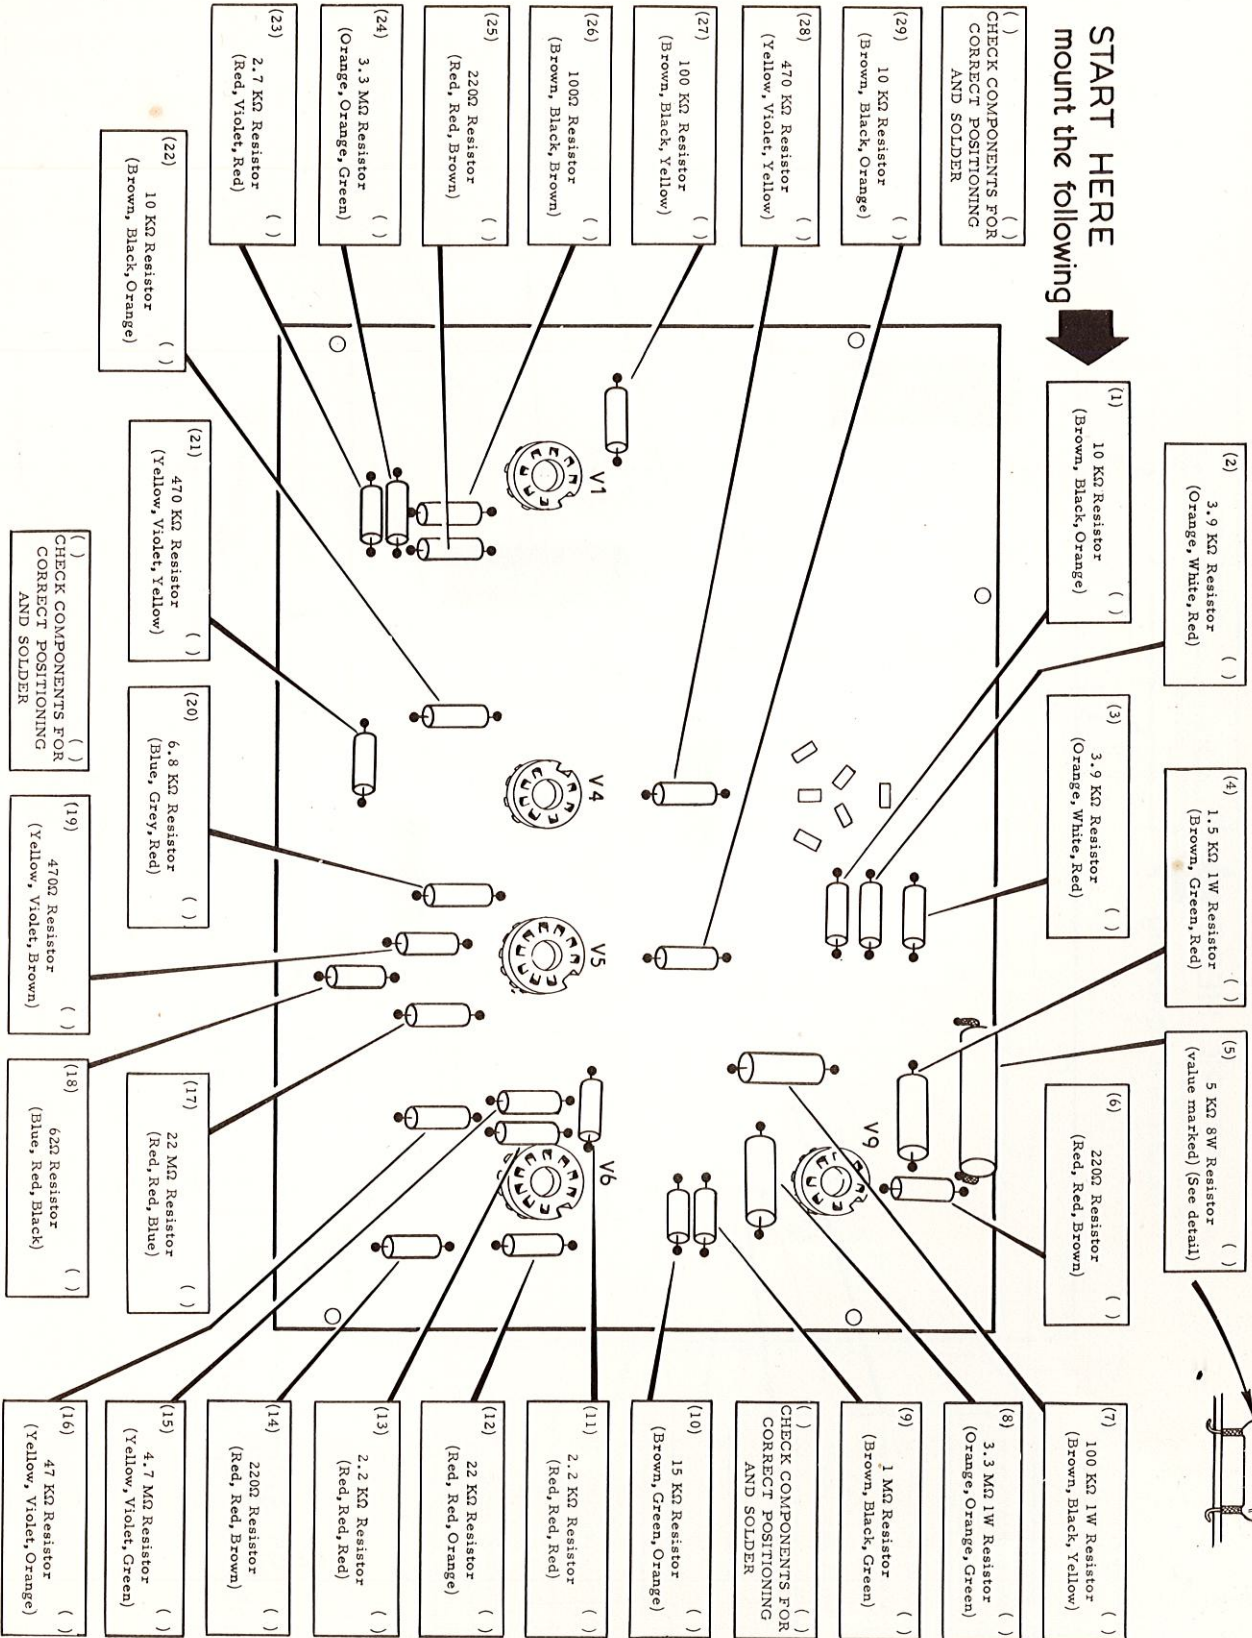 START HERE
mount the following
(1)
10 KΩ Resistor ( )
(Brown, Black, Orange)
(2)
3.9 KΩ Resistor ( )
(Orange, White, Red)
(3)
3.9 KΩ Resistor ( )
(Orange, White, Red)
(4)
1.5 KΩ 1W Resistor ( )
(Brown, Green, Red)
(5)
5 KΩ 8W Resistor ( )
(value marked) (See detail)
(6)
220Ω Resistor ( )
(Red, Red, Brown)
(7)
100 KΩ 1W Resistor ( )
(Brown, Black, Yellow)
(8)
3.3 MΩ 1W Resistor ( )
(Orange, Orange, Green)
(9)
1 MΩ Resistor ( )
(Brown, Black, Green)
( ) ( )
CHECK COMPONENTS FOR
CORRECT POSITIONING
AND SOLDER
(10)
15 KΩ Resistor ( )
(Brown, Green, Orange)
(11)
2.2 KΩ Resistor ( )
(Red, Red, Red)
(12)
22 KΩ Resistor ( )
(Red, Red, Orange)
(13)
2.2 KΩ Resistor ( )
(Red, Red, Red)
(14)
220Ω Resistor ( )
(Red, Red, Brown)
(15)
4.7 MΩ Resistor ( )
(Yellow, Violet, Green)
(16)
47 KΩ Resistor ( )
(Yellow, Violet, Orange)
(17)
22 MΩ Resistor ( )
(Red, Red, Blue)
(18)
62Ω Resistor ( )
(Blue, Red, Black)
(19)
470Ω Resistor ( )
(Yellow, Violet, Brown)
( ) ( )
CHECK COMPONENTS FOR
CORRECT POSITIONING
AND SOLDER
(20)
6.8 KΩ Resistor ( )
(Blue, Grey, Red)
(21)
470 KΩ Resistor ( )
(Yellow, Violet, Yellow)
(22)
10 KΩ Resistor ( )
(Brown, Black, Orange)
(23)
2.7 KΩ Resistor ( )
(Red, Violet, Red)
(24)
3.3 MΩ Resistor ( )
(Orange, Orange, Green)
(25)
220Ω Resistor ( )
(Red, Red, Brown)
(26)
100Ω Resistor ( )
(Brown, Black, Brown)
(27)
100 KΩ Resistor ( )
(Brown, Black, Yellow)
(28)
470 KΩ Resistor ( )
(Yellow, Violet, Yellow)
(29)
10 KΩ Resistor ( )
(Brown, Black, Orange)
( ) ( )
CHECK COMPONENTS FOR
CORRECT POSITIONING
AND SOLDER
V1
V4
V5
V6
V9